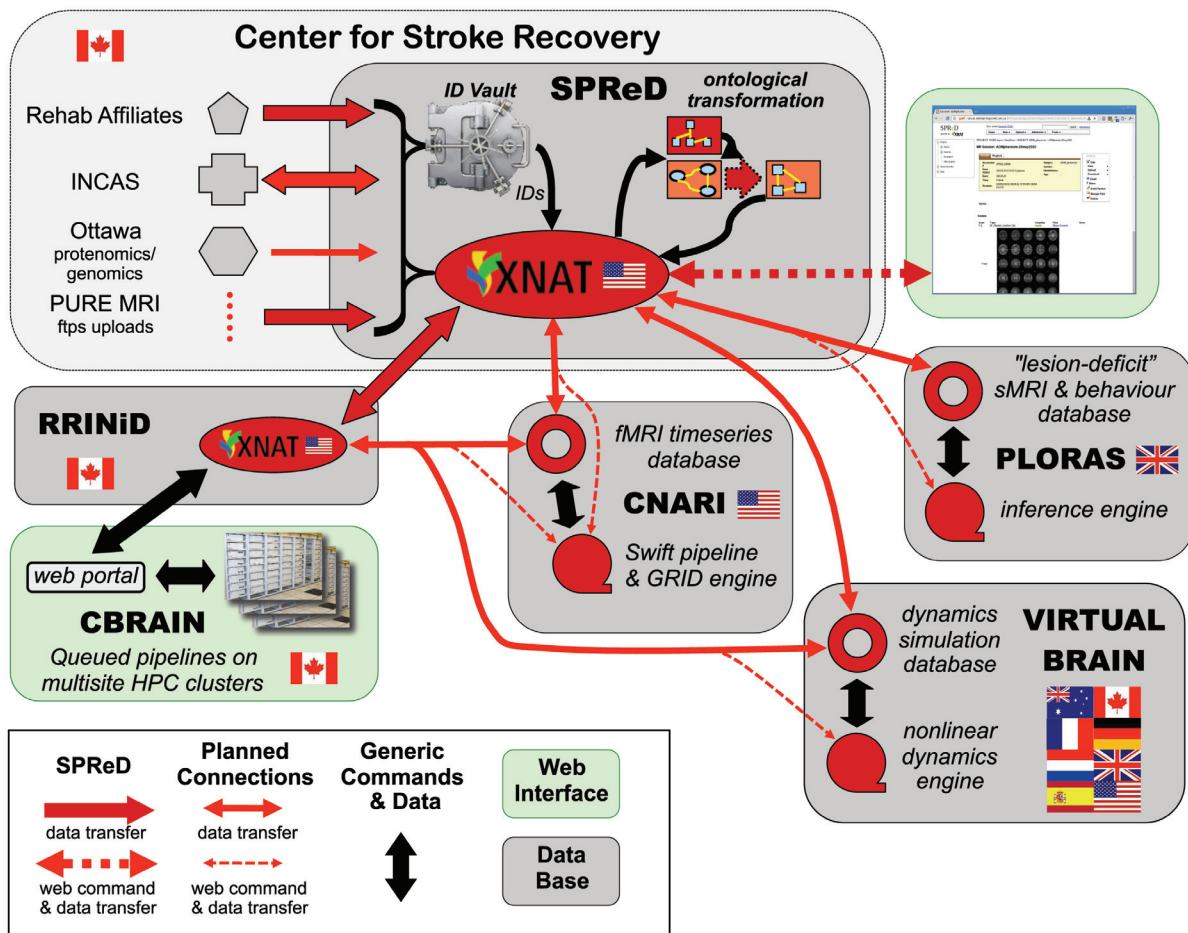 Center for Stroke Recovery
Rehab Affiliates
INCAS
Ottawa
protenomics/
genomics
PURE MRI
ftps uploads
ID Vault
SPReD
ontological
transformation
IDs
XNAT
SPReD
XNAT
RRINiD
XNAT
web portal
CBRAIN
Queued pipelines on
multisite HPC clusters
fMRI timeseries
database
CNARI
Swift pipeline
& GRID engine
"lesion-deficit”
sMRI & behaviour
database
PLORAS
inference engine
dynamics
simulation
database
VIRTUAL
BRAIN
nonlinear
dynamics
engine
SPReD
data transfer
web command
& data transfer
Planned
Connections
data transfer
web command
& data transfer
Generic
Commands
& Data
Web
Interface
Data
Base